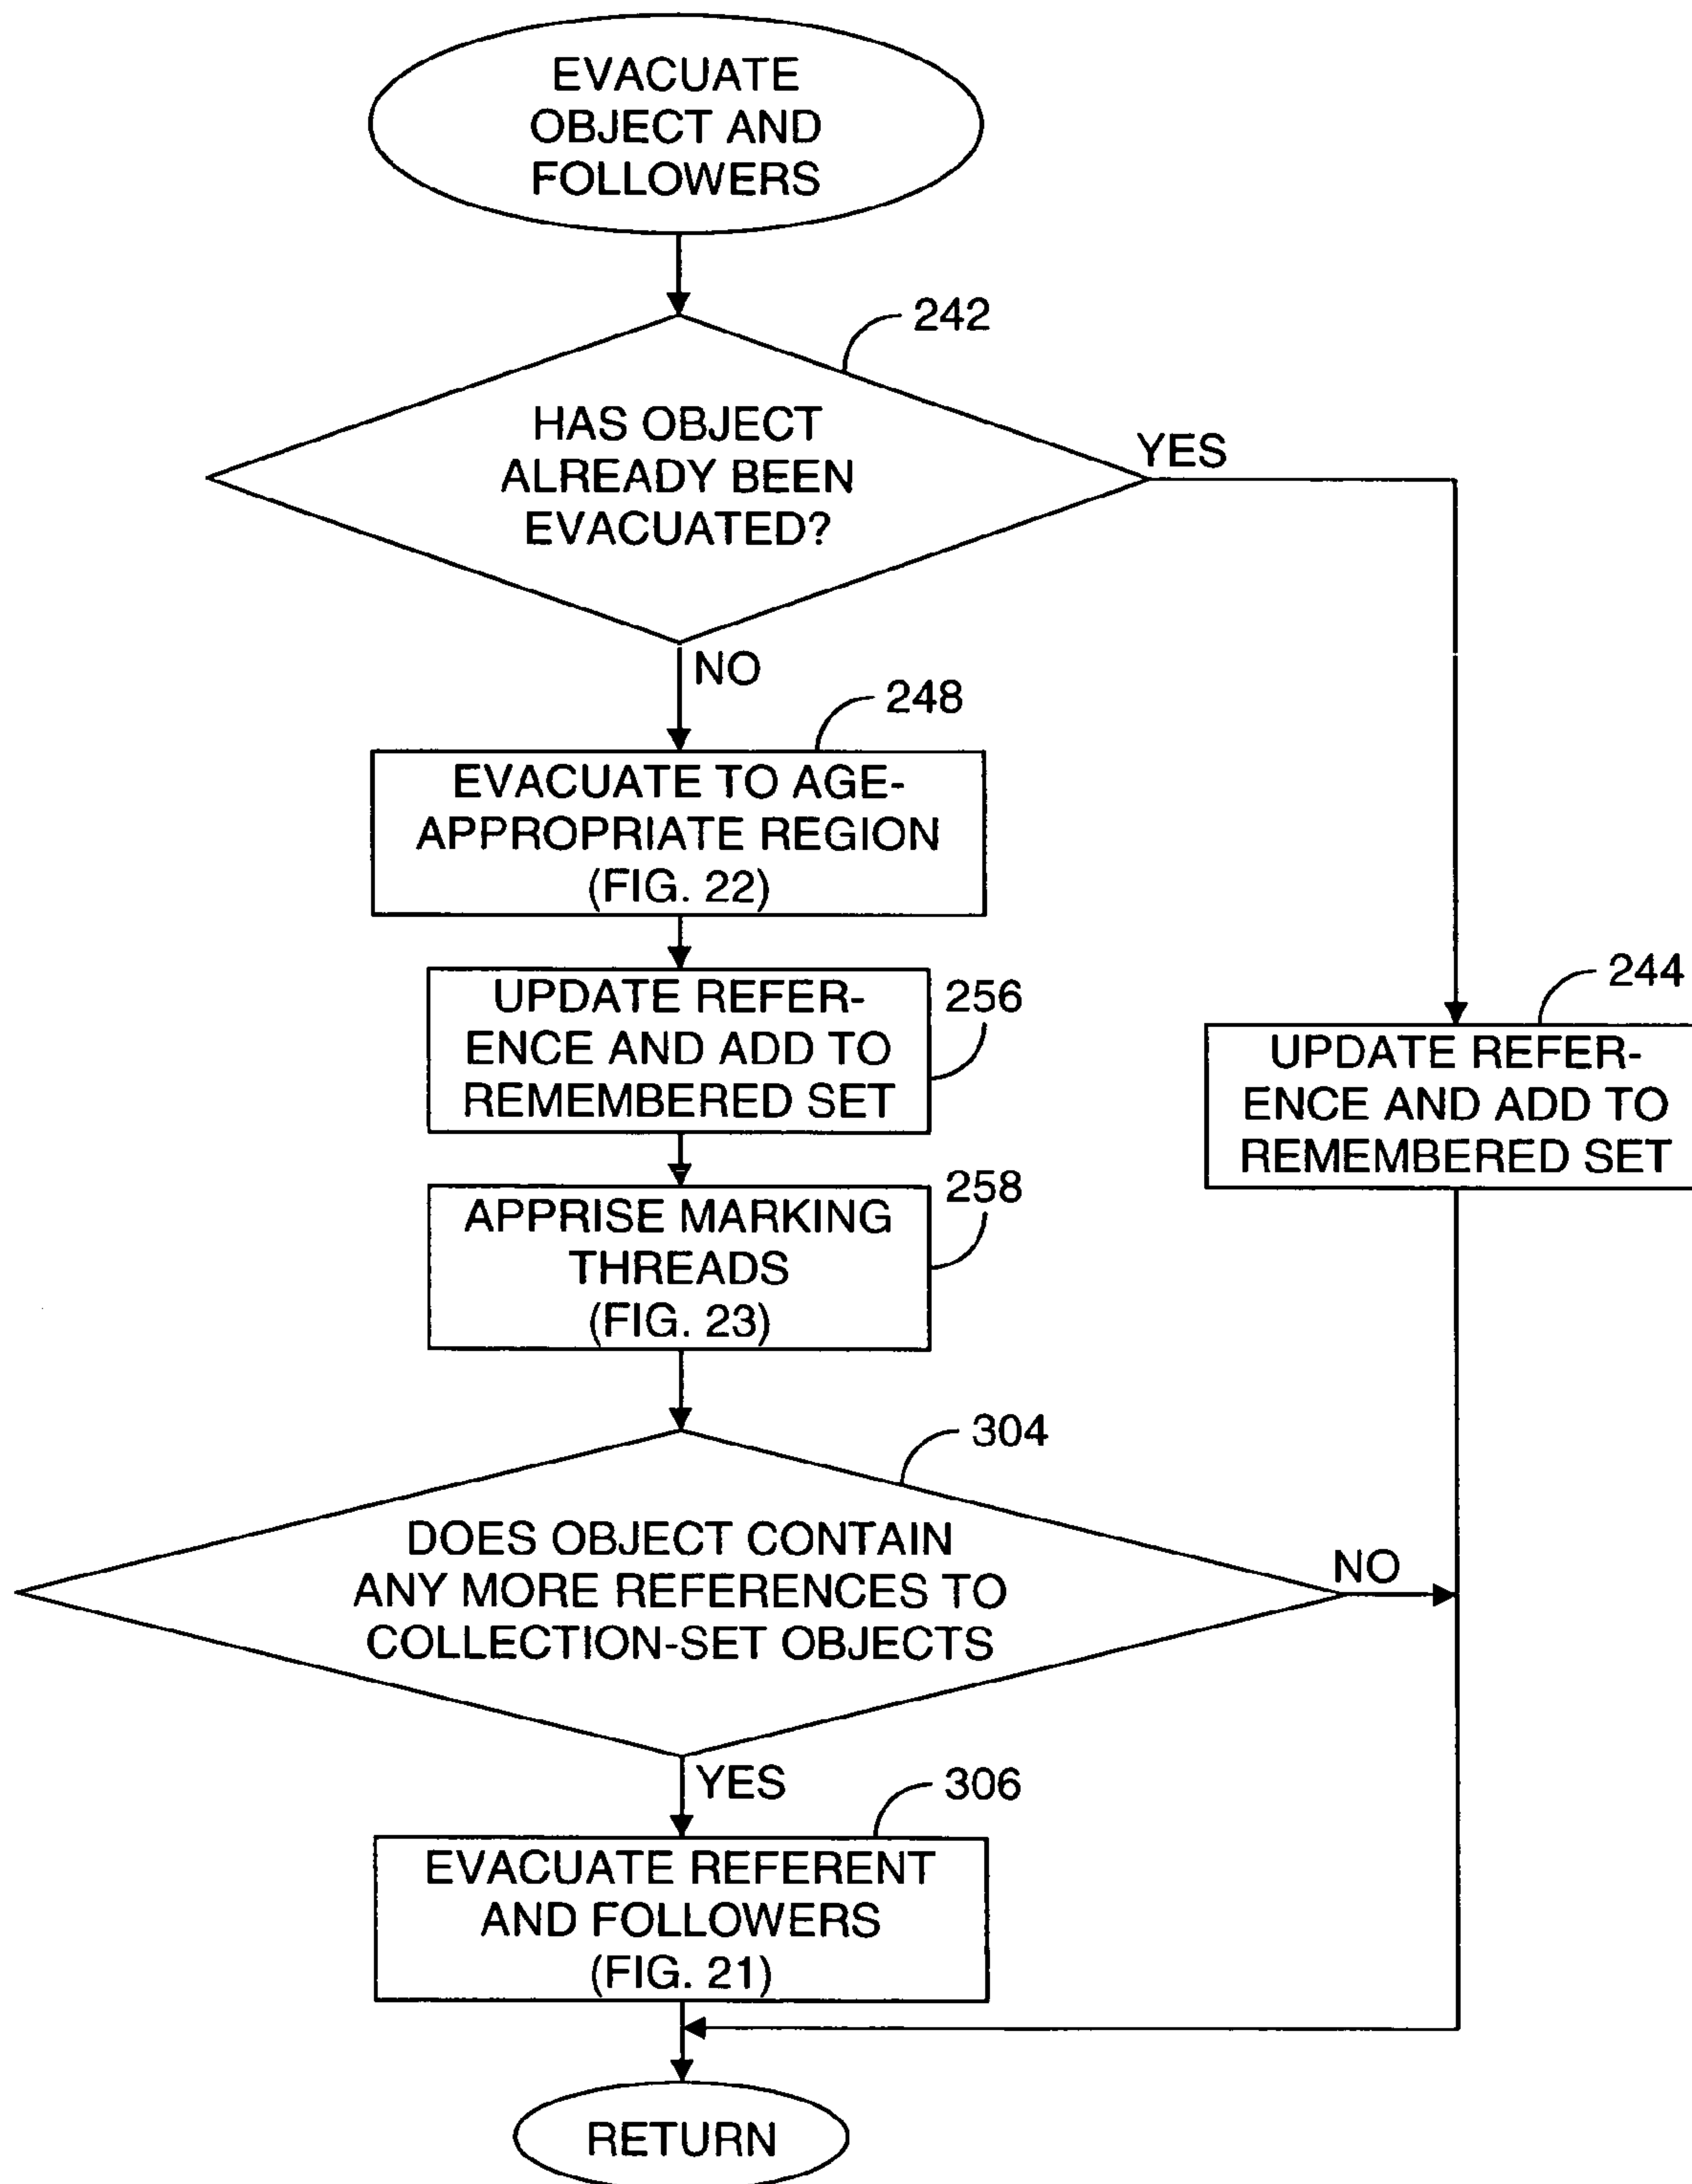 EVACUATE
OBJECT AND
FOLLOWERS
242
HAS OBJECT
ALREADY BEEN
EVACUATED?
YES
NO
248
EVACUATE TO AGE-
APPROPRIATE REGION
(FIG. 22)
256
UPDATE REFER-
ENCE AND ADD TO
REMEMBERED SET
244
UPDATE REFER-
ENCE AND ADD TO
REMEMBERED SET
258
APPRISE MARKING
THREADS
(FIG. 23)
304
DOES OBJECT CONTAIN
ANY MORE REFERENCES TO
COLLECTION-SET OBJECTS
NO
YES
306
EVACUATE REFERENT
AND FOLLOWERS
(FIG. 21)
RETURN